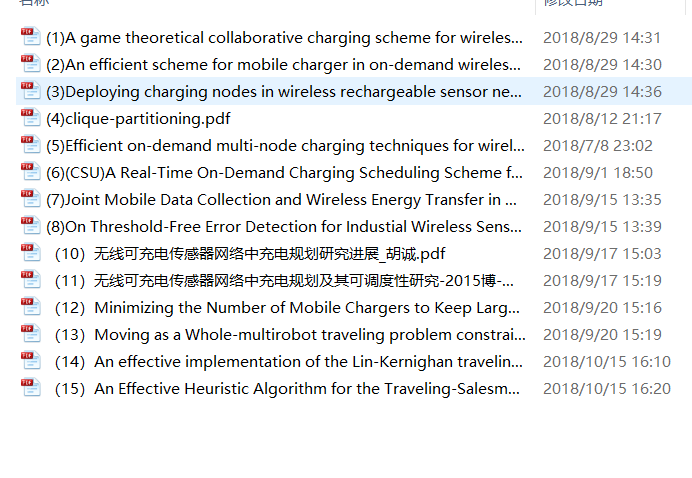 名称 修改日期
(1)A game theoretical collaborative charging scheme for wireles... 2018/8/29 14:31
(2)An efficient scheme for mobile charger in on-demand wireles... 2018/8/29 14:30
(3)Deploying charging nodes in wireless rechargeable sensor ne... 2018/8/29 14:36
(4)clique-partitioning.pdf 2018/8/12 21:17
(5)Efficient on-demand multi-node charging techniques for wirel... 2018/7/8 23:02
(6)(CSU)A Real-Time On-Demand Charging Scheduling Scheme f... 2018/9/1 18:50
(7)Joint Mobile Data Collection and Wireless Energy Transfer in ... 2018/9/15 13:35
(8)On Threshold-Free Error Detection for Industial Wireless Sens... 2018/9/15 13:39
（10）无线可充电传感器网络中充电规划研究进展_胡诚.pdf 2018/9/17 15:03
（11）无线可充电传感器网络中充电规划及其可调度性研究-2015博-... 2018/9/17 15:19
（12）Minimizing the Number of Mobile Chargers to Keep Larg... 2018/9/20 15:16
（13）Moving as a Whole-multirobot traveling problem constrai... 2018/9/20 15:19
（14）An effective implementation of the Lin-Kernighan travelin... 2018/10/15 16:10
（15）An Effective Heuristic Algorithm for the Traveling-Salesm... 2018/10/15 16:20